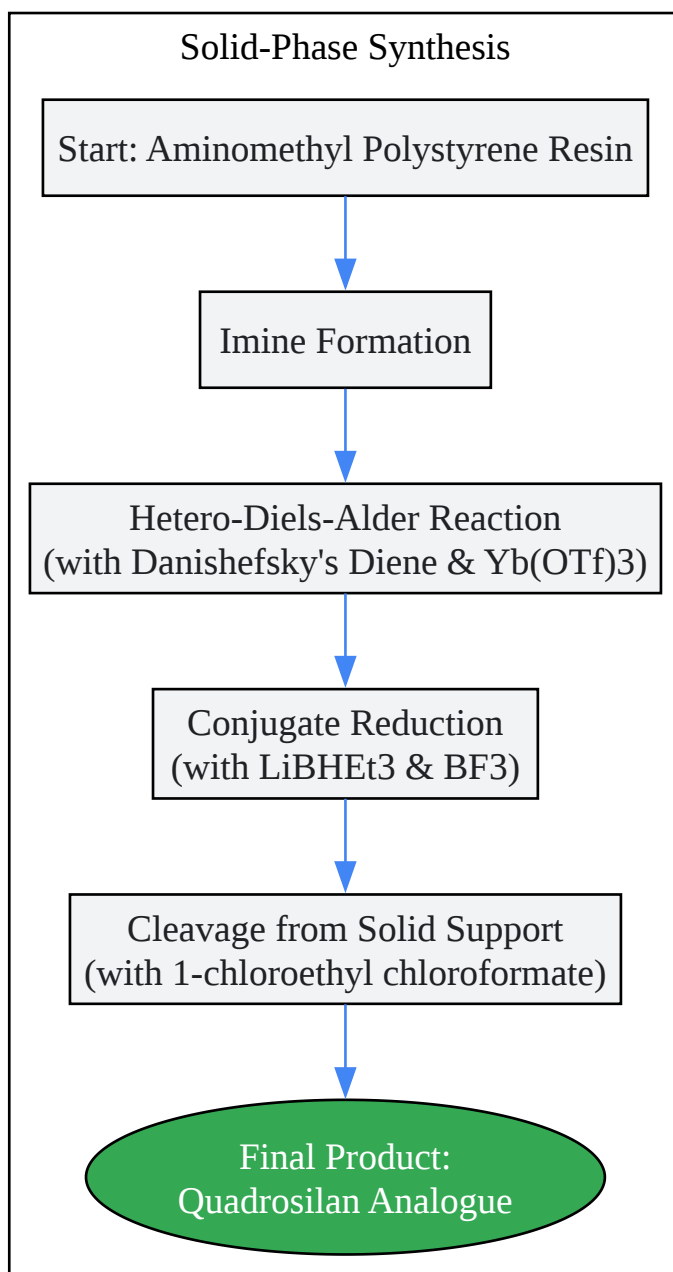 Solid-Phase Synthesis
Start: Aminomethyl Polystyrene Resin
Imine Formation
Hetero-Diels-Alder Reaction
(with Danishefsky's Diene & Yb(OTf)3)
Conjugate Reduction
(with LiBHEt3 & BF3)
Cleavage from Solid Support
(with 1-chloroethyl chloroformate)
Final Product:
Quadrosilan Analogue